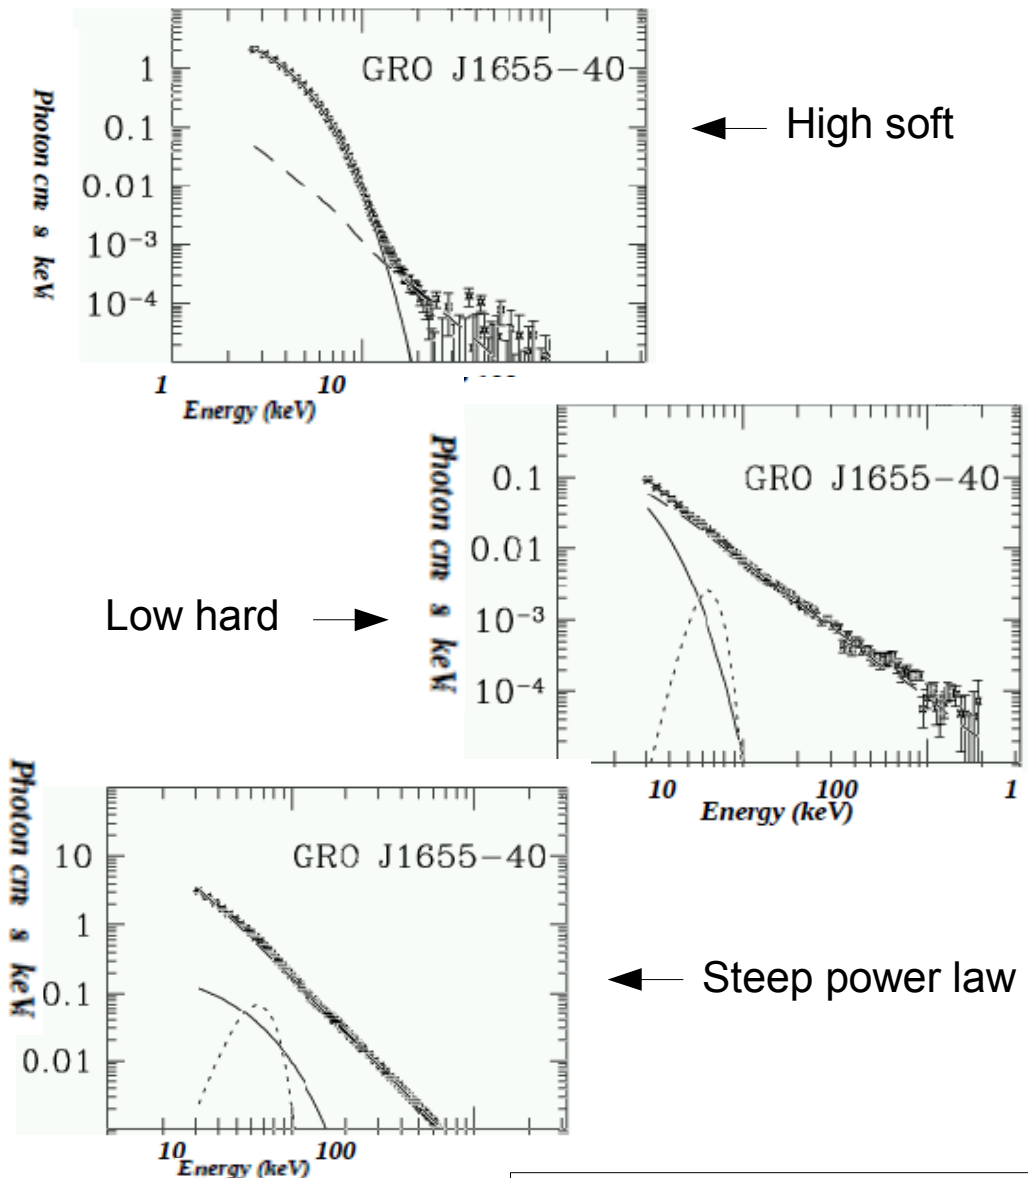 GRO J1655-40
1
0.1
0.01
10⁻³
10⁻⁴
Photon cm s keV
1 10
Energy (keV)
High soft
GRO J1655-40
0.1
0.01
10⁻³
10⁻⁴
Photon cm s keV
10 100 1
Energy (keV)
Low hard
GRO J1655-40
10
1
0.1
0.01
Photon cm s keV
10 100
Energy (keV)
Steep power law